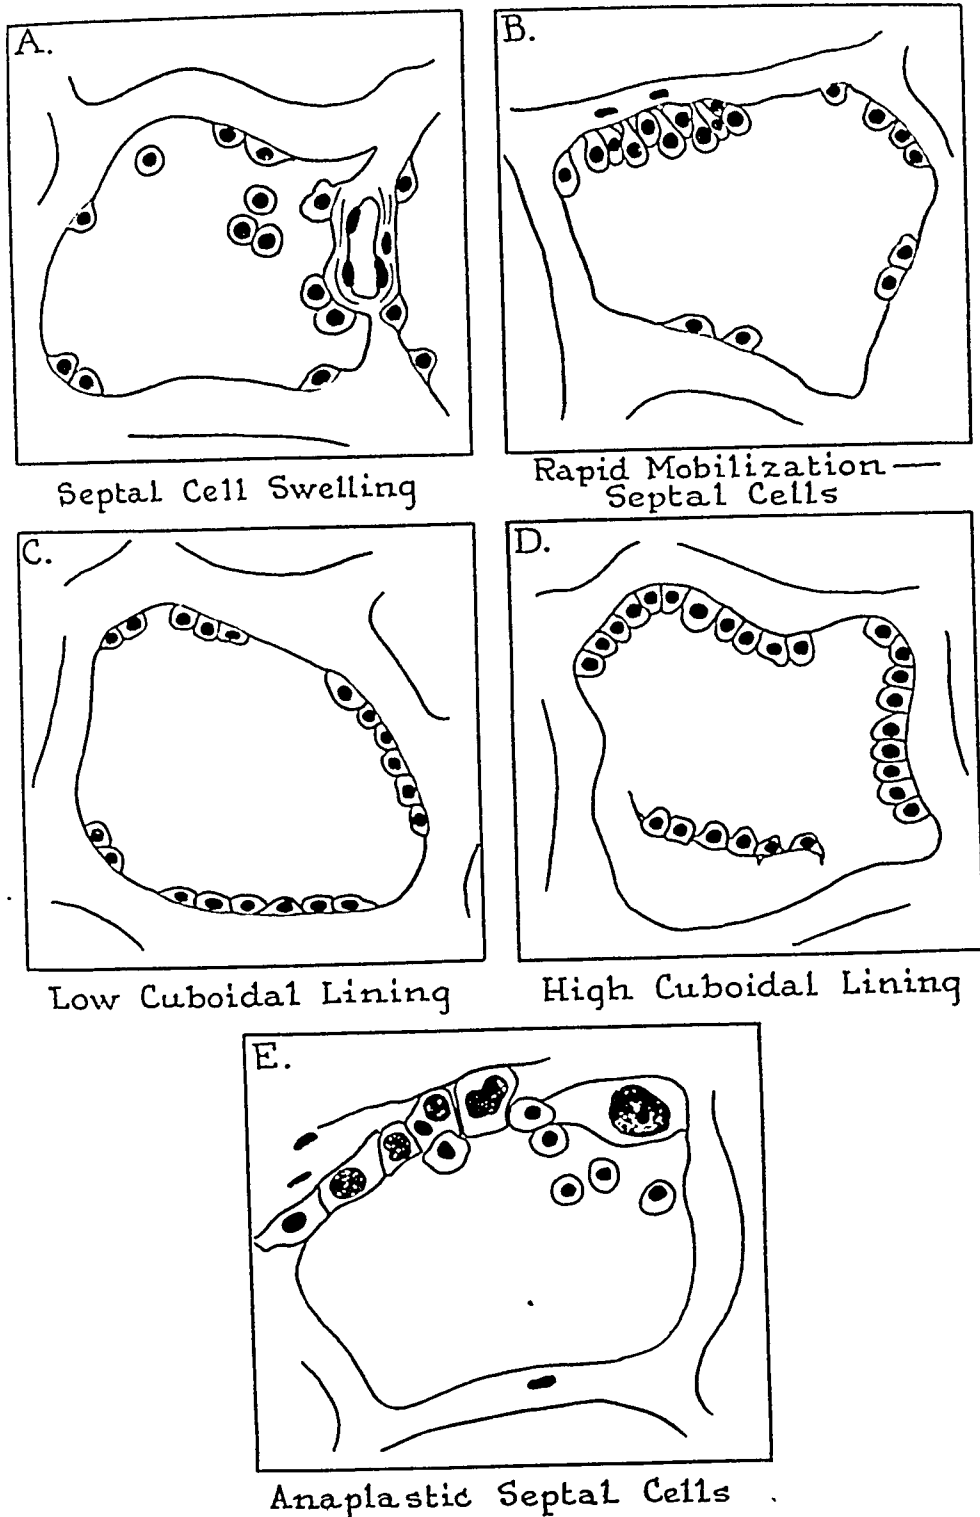 A.
B.
Septal Cell Swelling
Rapid Mobilization—
Septal Cells
C.
D.
Low Cuboidal Lining
High Cuboidal Lining
E.
Anaplastic Septal Cells